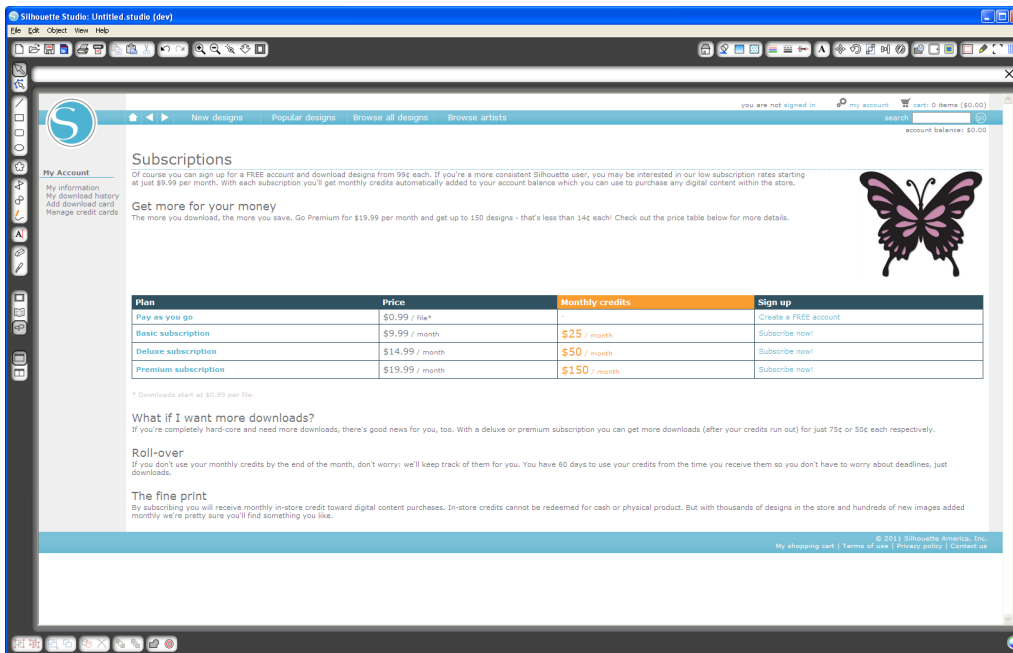 Silhouette Studio: Untitled.studio (dev)
File Edit Object View Help
you are not signed in my account cart: 0 items ($0.00)
S
New designs Popular designs Browse all designs Browse artists search go
account balance: $0.00
My Account
My information
My download history
Add download card
Manage credit cards
Subscriptions
Of course you can sign up for a FREE account and download designs from 99¢ each. If you're a more consistent Silhouette user, you may be interested in our low subscription rates starting
at just $9.99 per month. With each subscription you'll get monthly credits automatically added to your account balance which you can use to purchase any digital content within the store.
Get more for your money
The more you download, the more you save. Go Premium for $19.99 per month and get up to 150 designs - that's less than 14¢ each! Check out the price table below for more details.
Plan Price Monthly credits Sign up
Pay as you go $0.99 / file* - Create a FREE account
Basic subscription $9.99 / month $25 / month Subscribe now!
Deluxe subscription $14.99 / month $50 / month Subscribe now!
Premium subscription $19.99 / month $150 / month Subscribe now!
* Downloads start at $0.99 per file.
What if I want more downloads?
If you're completely hard-core and need more downloads, there's good news for you, too. With a deluxe or premium subscription you can get more downloads (after your credits run out) for just 75¢ or 50¢ each respectively.
Roll-over
If you don't use your monthly credits by the end of the month, don't worry: we'll keep track of them for you. You have 60 days to use your credits from the time you receive them so you don't have to worry about deadlines, just
downloads.
The fine print
By subscribing you will receive monthly in-store credit toward digital content purchases. In-store credits cannot be redeemed for cash or physical product. But with thousands of designs in the store and hundreds of new images added
monthly we're pretty sure you'll find something you like.
© 2011 Silhouette America, Inc.
My shopping cart | Terms of use | Privacy policy | Contact us